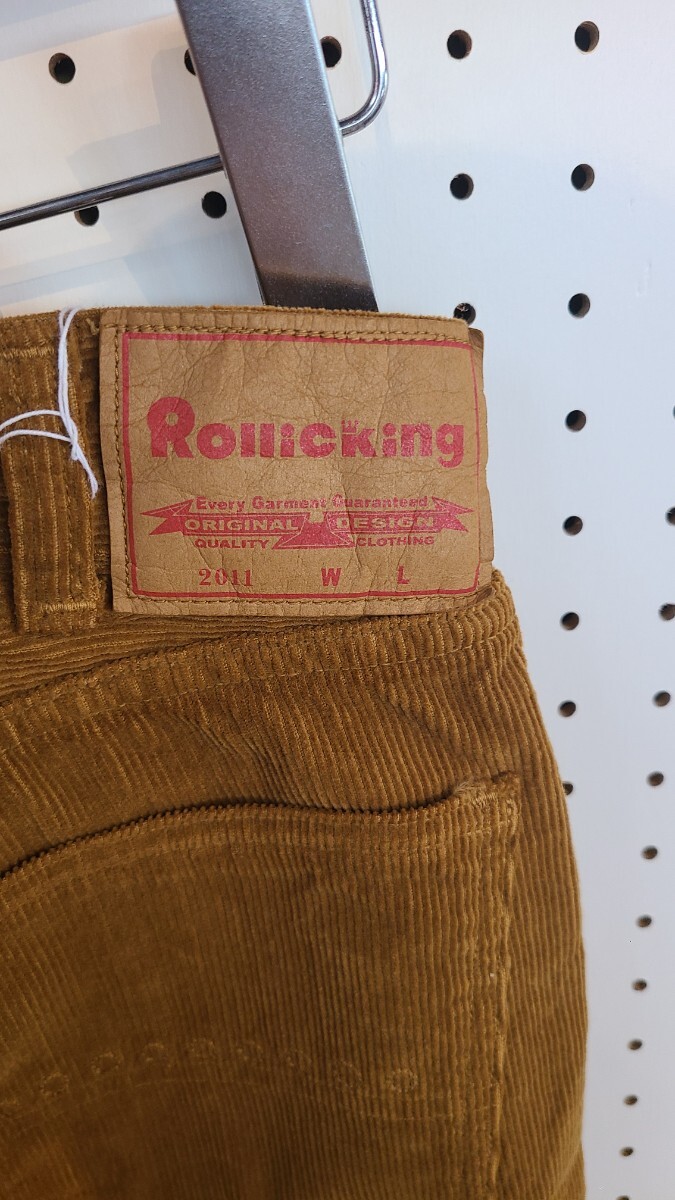 Rollicking
Every Garment Guaranteed
ORIGINAL DESIGN
QUALITY CLOTHING
2011 W L